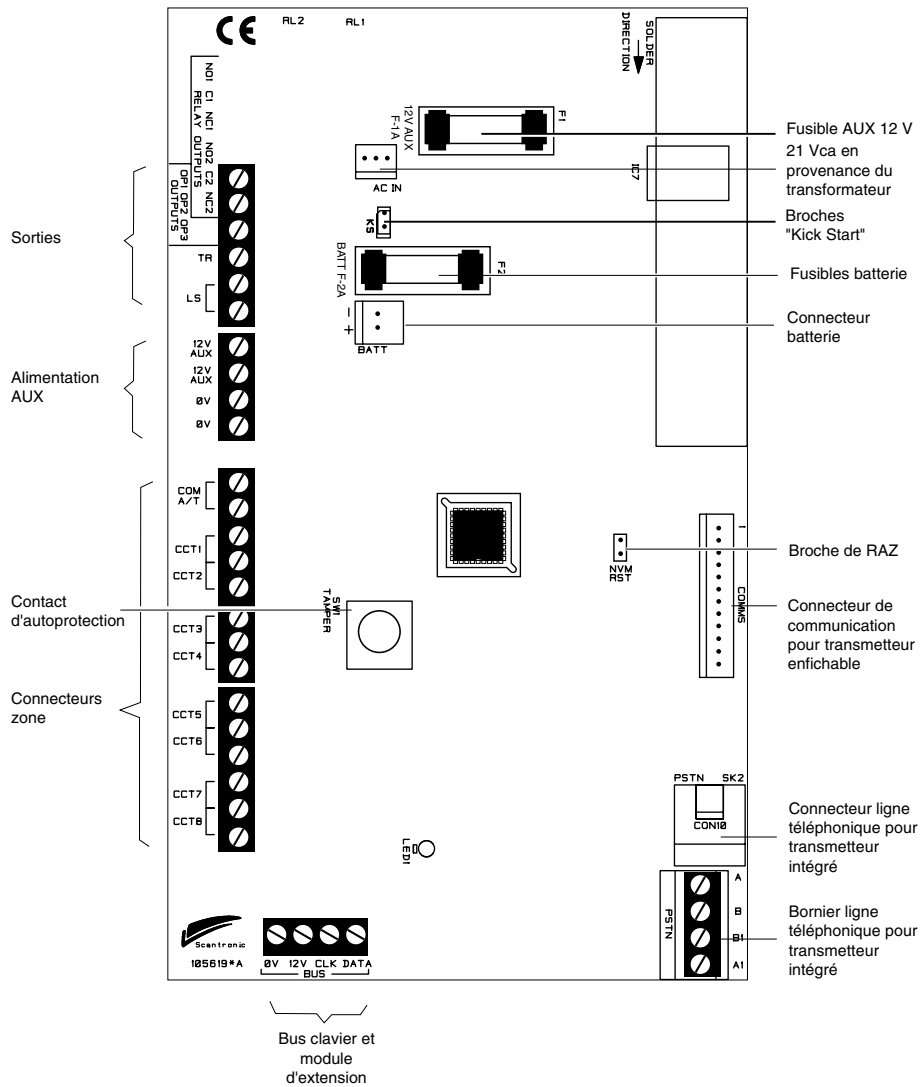 RL2 RL1
SOLDER
DIRECTION
NO1 C1 NC1 NO2 C2 NC2
RELAY OUTPUTS
OP1 OP2 OP3
OUTPUTS
TR
LS
12V AUX
F-1A
F1
AC IN
IC7
KS
BATT F-2A
F2
- +
BATT
12V
AUX
12V
AUX
0V
0V
COM
A/T
CCT1
CCT2
CCT3
CCT4
CCT5
CCT6
CCT7
CCT8
SW1
TAMPER
NVM
RST
1
COMMS
PSTN SK2
CON10
LED1
A
B
B1
A1
PSTN
Scantronic
105619*A
0V 12V CLK DATA
BUS
Sorties
Alimentation
AUX
Contact
d'autoprotection
Connecteurs
zone
Fusible AUX 12 V
21 Vca en
provenance du
transformateur
Broches
"Kick Start"
Fusibles batterie
Connecteur
batterie
Broche de RAZ
Connecteur de
communication
pour transmetteur
enfichable
Connecteur ligne
téléphonique pour
transmetteur
intégré
Bornier ligne
téléphonique pour
transmetteur
intégré
Bus clavier et
module
d'extension